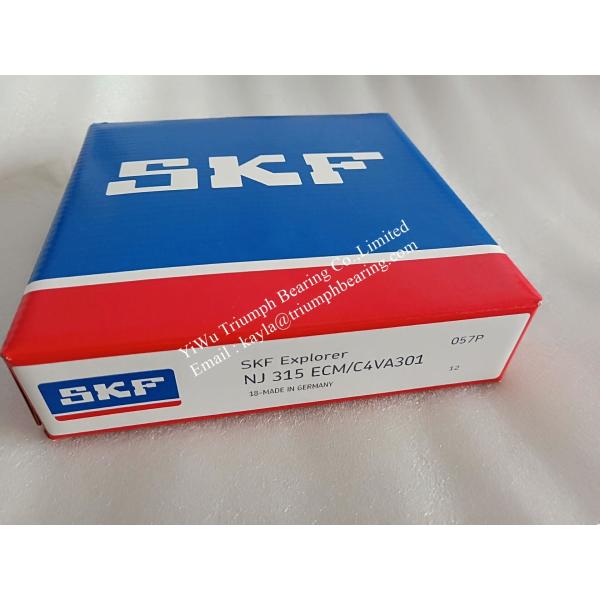 SKF
YiWu Triumph Bearing Co.,Limited
Email : kayla@triumphbearing.com
SKF
SKF Explorer
NJ 315 ECM/C4VA301
18-MADE IN GERMANY
057P
12